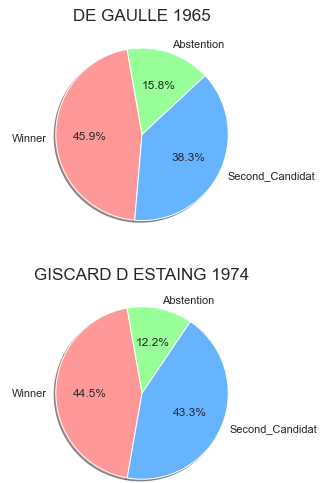 DE GAULLE 1965
Abstention
15.8%
Winner
45.9%
38.3%
Second_Candidat
GISCARD D ESTAING 1974
Abstention
12.2%
Winner
44.5%
43.3%
Second_Candidat